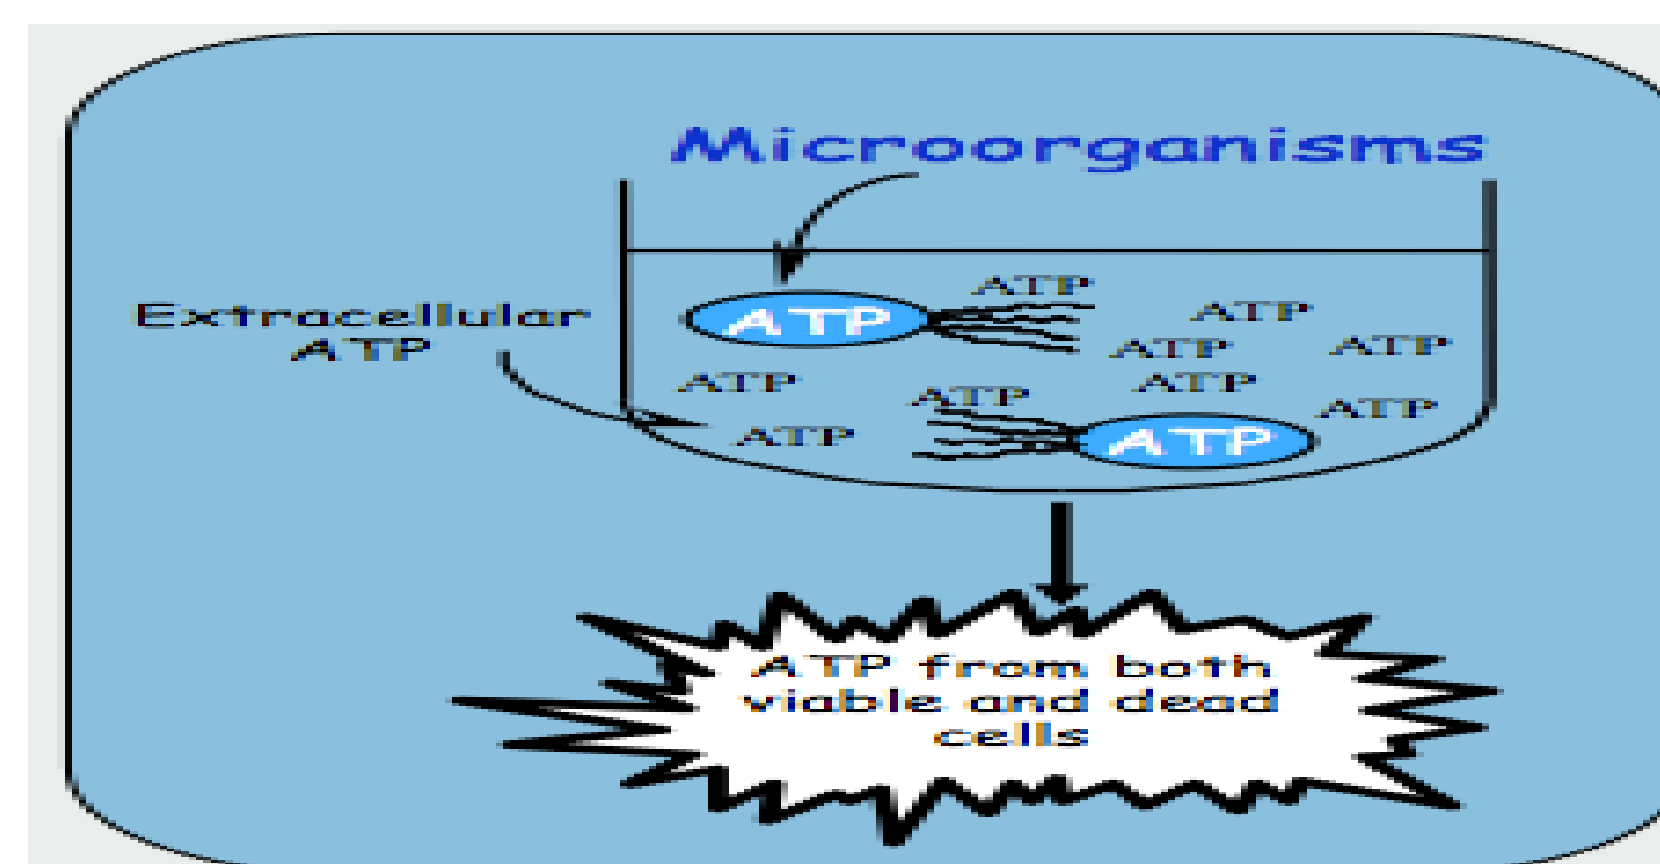 Microorganisms
Extracellular
ATP
ATP
ATP
ATP
ATP
ATP
ATP
ATP
ATP
ATP
ATP
ATP
ATP from both
viable and dead
cells